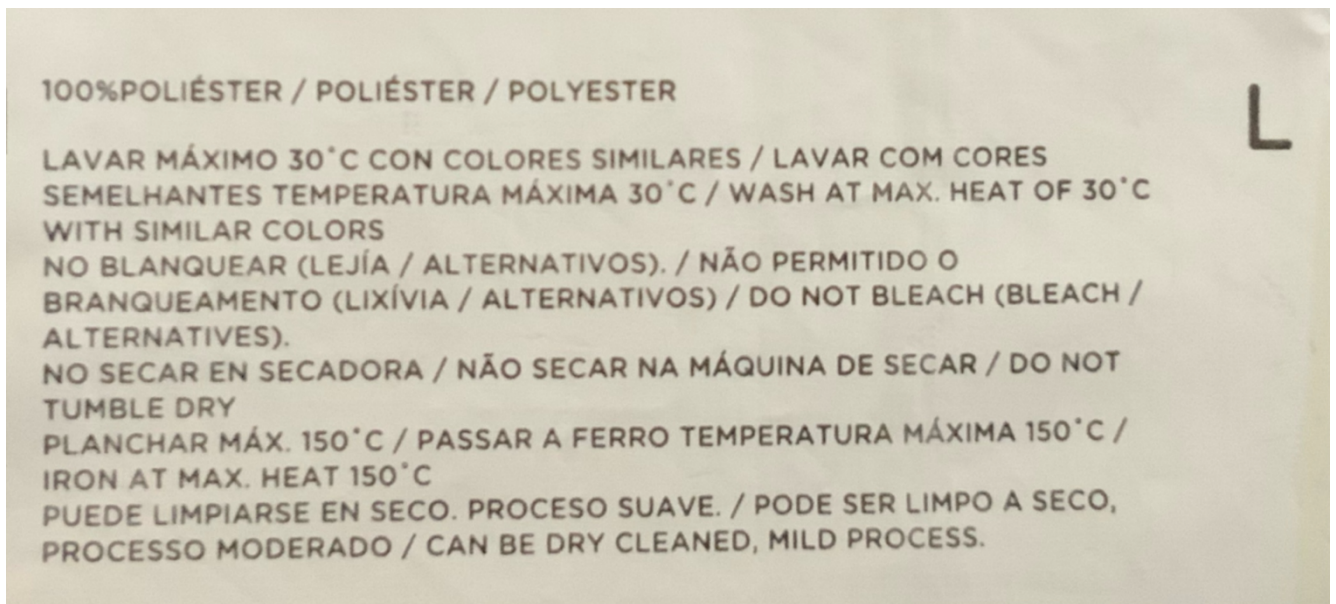 100%POLIÉSTER / POLIÉSTER / POLYESTER
L
LAVAR MÁXIMO 30°C CON COLORES SIMILARES / LAVAR COM CORES
SEMELHANTES TEMPERATURA MÁXIMA 30°C / WASH AT MAX. HEAT OF 30°C
WITH SIMILAR COLORS
NO BLANQUEAR (LEJÍA / ALTERNATIVOS). / NÃO PERMITIDO O
BRANQUEAMENTO (LIXÍVIA / ALTERNATIVOS) / DO NOT BLEACH (BLEACH /
ALTERNATIVES).
NO SECAR EN SECADORA / NÃO SECAR NA MÁQUINA DE SECAR / DO NOT
TUMBLE DRY
PLANCHAR MÁX. 150°C / PASSAR A FERRO TEMPERATURA MÁXIMA 150°C /
IRON AT MAX. HEAT 150°C
PUEDE LIMPIARSE EN SECO. PROCESO SUAVE. / PODE SER LIMPO A SECO,
PROCESSO MODERADO / CAN BE DRY CLEANED, MILD PROCESS.